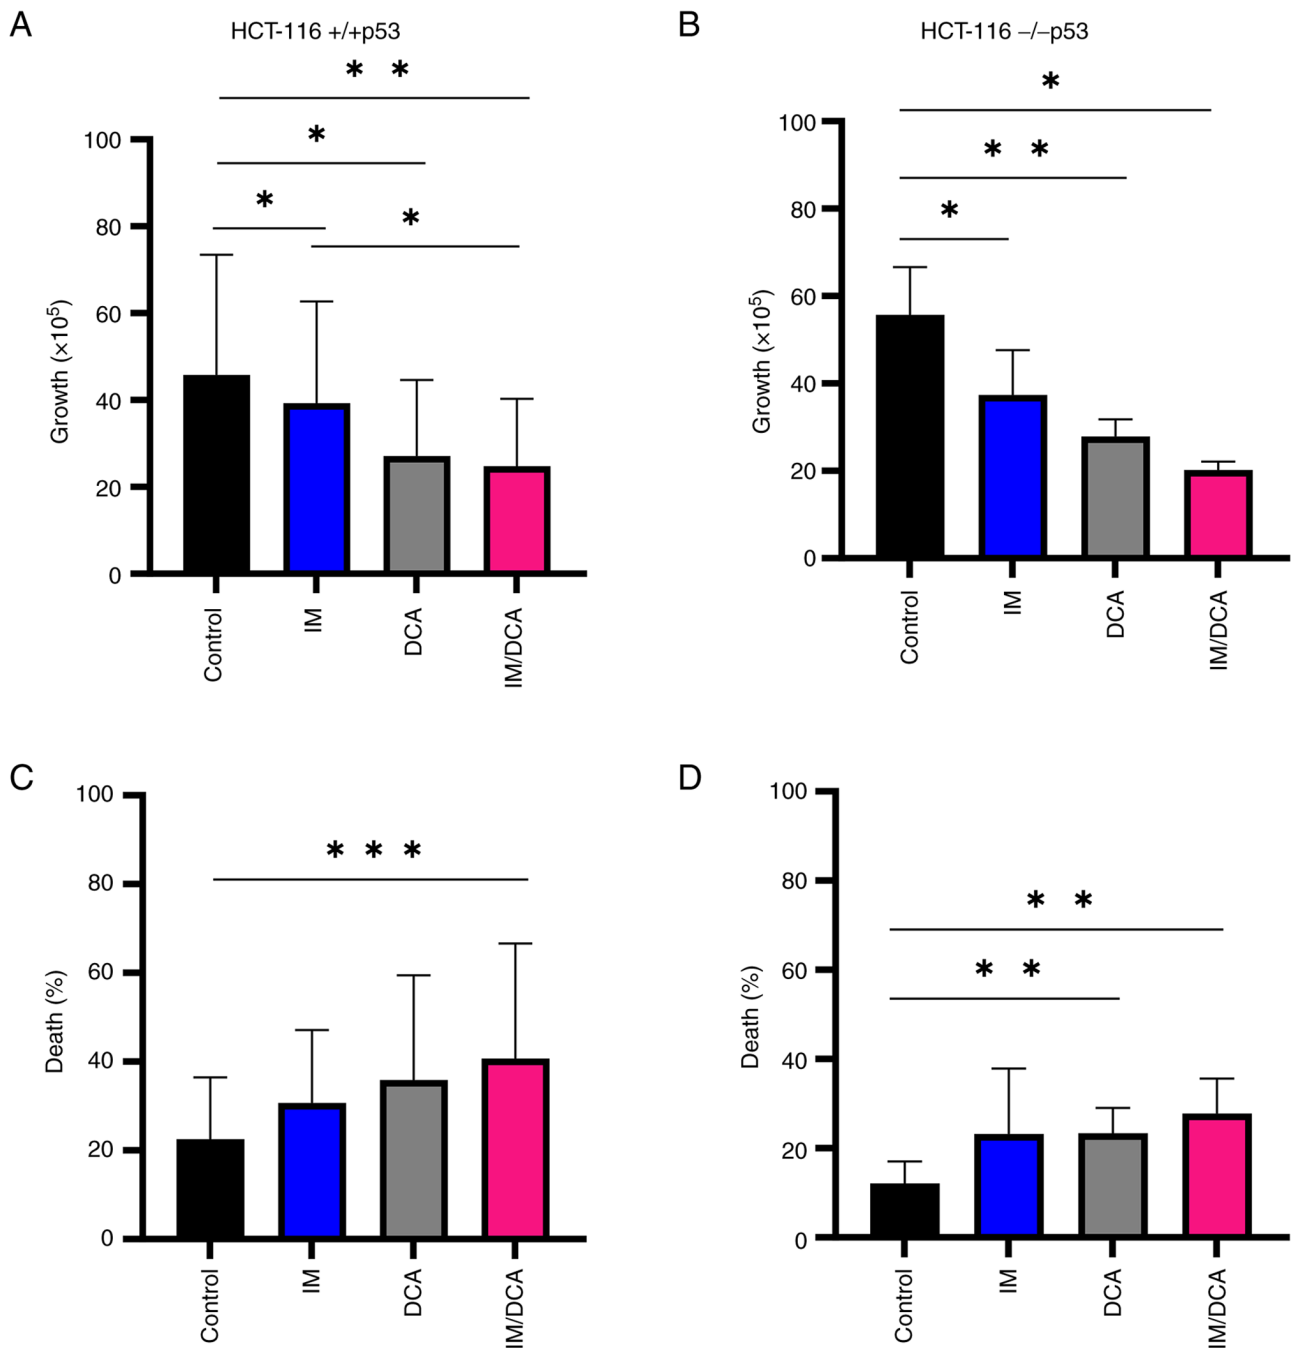 A
HCT-116 +/+p53
* *
*
*
*
100
80
60
40
20
0
Growth (×10⁵)
Control
IM
DCA
IM/DCA
B
HCT-116 –/–p53
*
* *
*
100
80
60
40
20
0
Growth (×10⁵)
Control
IM
DCA
IM/DCA
C
* * *
100
80
60
40
20
0
Death (%)
Control
IM
DCA
IM/DCA
D
* *
* *
100
80
60
40
20
0
Death (%)
Control
IM
DCA
IM/DCA